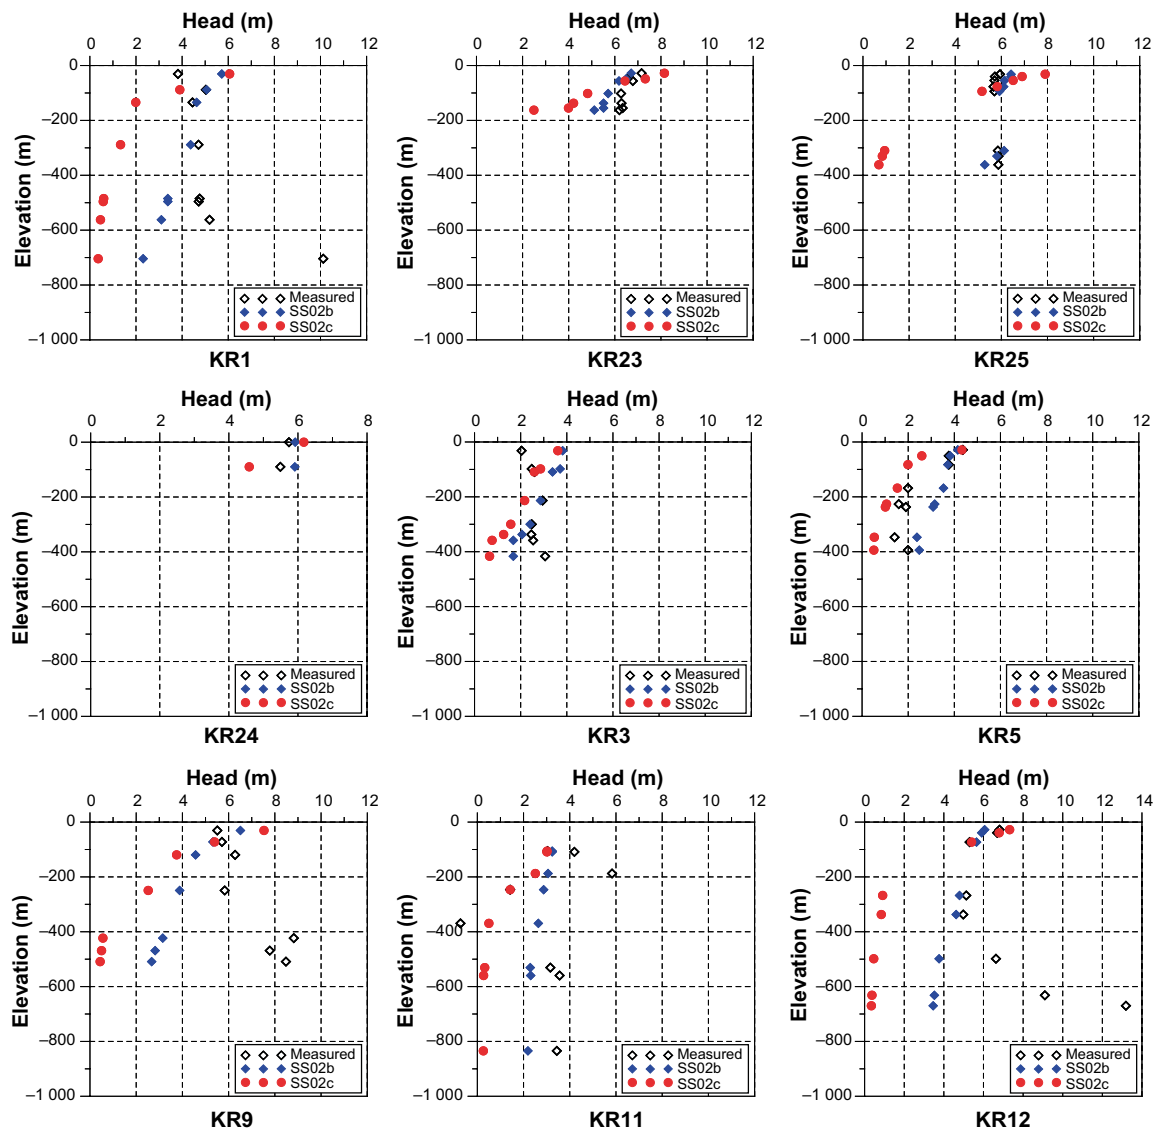 Head (m) Head (m) Head (m)
0 2 4 6 8 10 12 0 2 4 6 8 10 12 0 2 4 6 8 10 12
Elevation (m) Elevation (m) Elevation (m)
0 0 0
–200 –200 –200
–400 –400 –400
–600 –600 –600
–800 –800 –800
–1 000 –1 000 –1 000
Measured Measured Measured
SS02b SS02b SS02b
SS02c SS02c SS02c
KR1 KR23 KR25
Head (m) Head (m) Head (m)
0 2 4 6 8 0 2 4 6 8 10 12 0 2 4 6 8 10 12
Elevation (m) Elevation (m) Elevation (m)
0 0 0
–200 –200 –200
–400 –400 –400
–600 –600 –600
–800 –800 –800
–1 000 –1 000 –1 000
Measured Measured Measured
SS02b SS02b SS02b
SS02c SS02c SS02c
KR24 KR3 KR5
Head (m) Head (m) Head (m)
0 2 4 6 8 10 12 0 2 4 6 8 10 12 0 2 4 6 8 10 12 14
Elevation (m) Elevation (m) Elevation (m)
0 0 0
–200 –200 –200
–400 –400 –400
–600 –600 –600
–800 –800 –800
–1 000 –1 000 –1 000
Measured Measured Measured
SS02b SS02b SS02b
SS02c SS02c SS02c
KR9 KR11 KR12